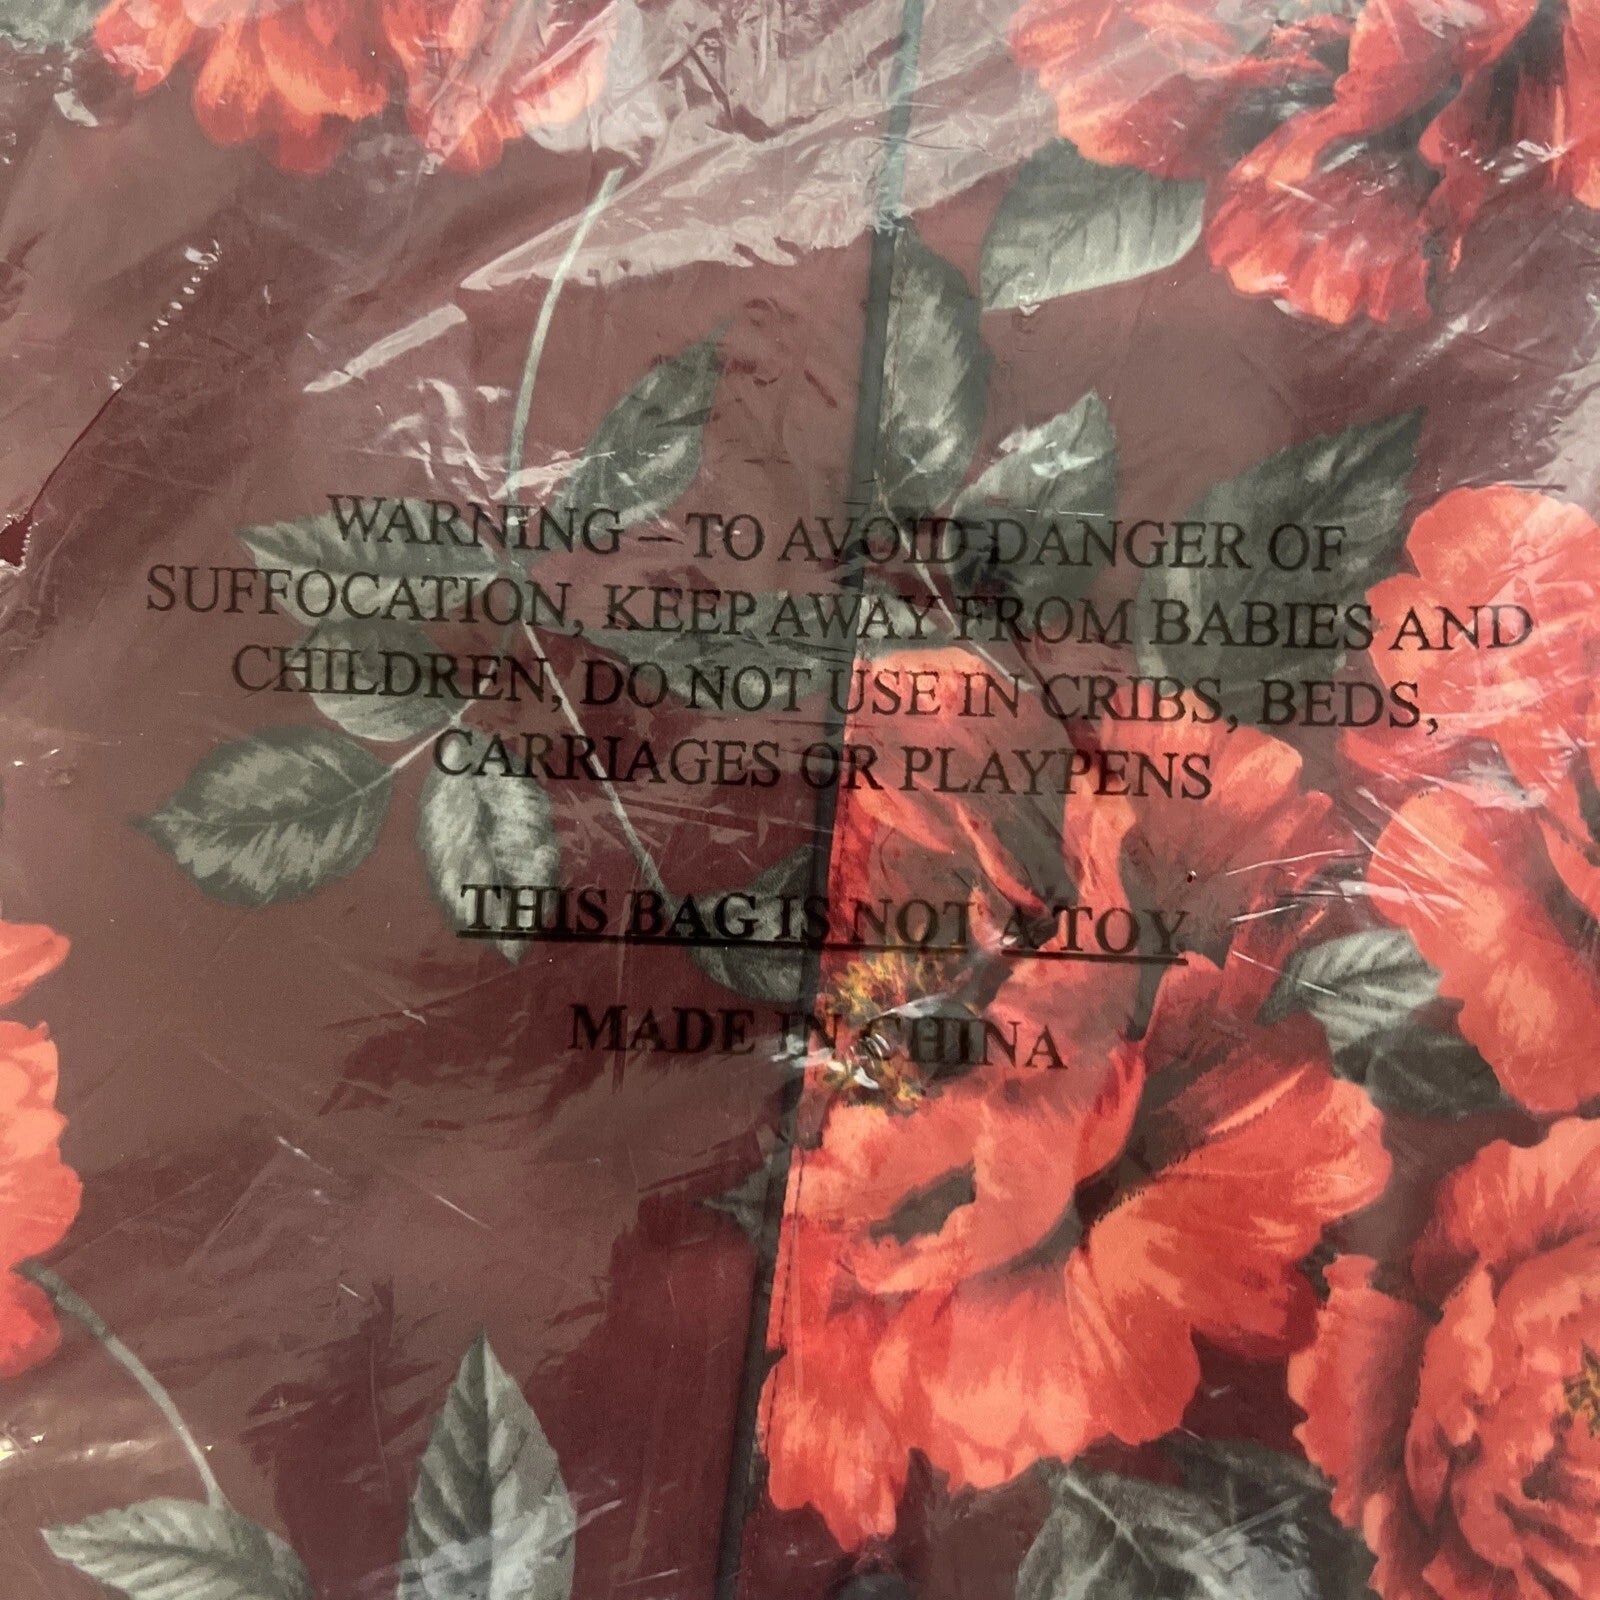 WARNING – TO AVOID DANGER OF
SUFFOCATION, KEEP AWAY FROM BABIES AND
CHILDREN, DO NOT USE IN CRIBS, BEDS,
CARRIAGES OR PLAYPENS
THIS BAG IS NOT A TOY
MADE IN CHINA